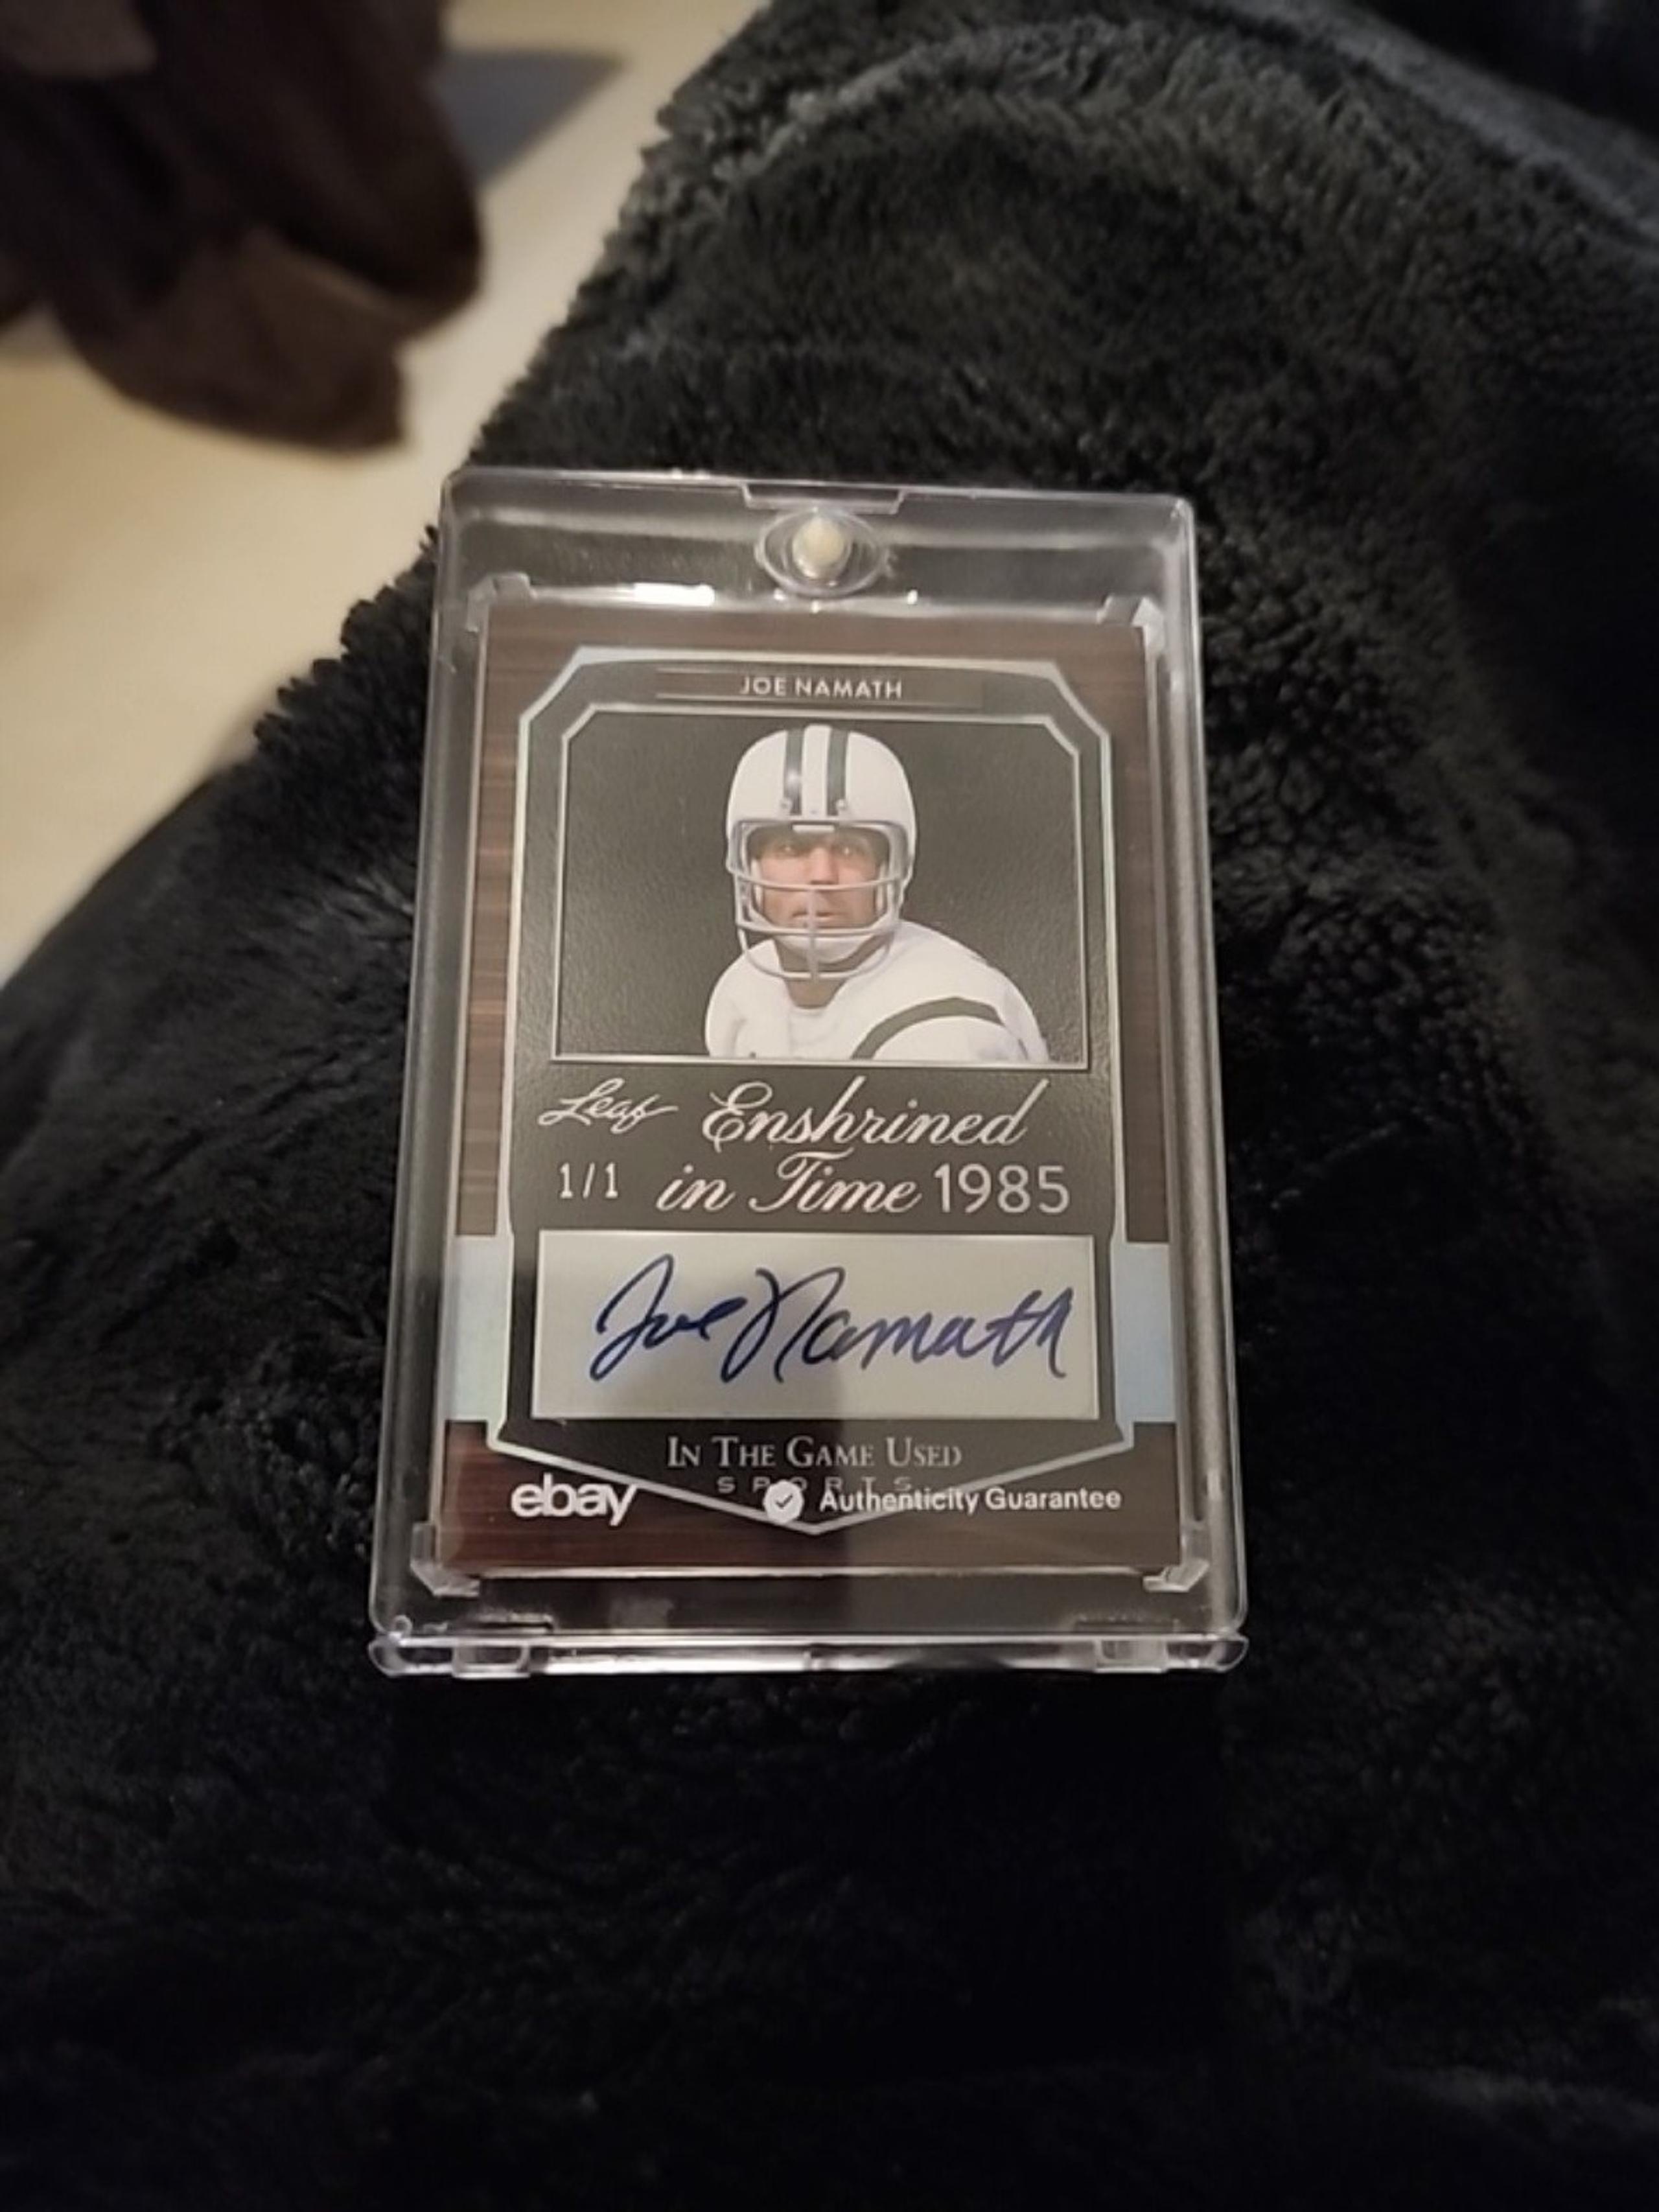 JOE NAMATH
Leaf Enshrined
1/1 in Time 1985
Joe Namath
IN THE GAME USED
SPORTS
ebay Authenticity Guarantee